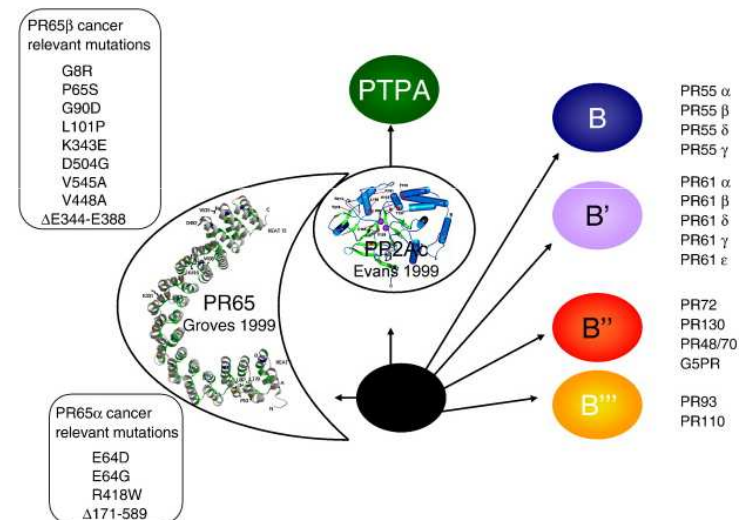 PR65β cancer
relevant mutations
G8R
P65S
G90D
L101P
K343E
D504G
V545A
V448A
ΔE344-E388
PTPA
PP2Ac
Evans 1999
PR65
Groves 1999
PR65α cancer
relevant mutations
E64D
E64G
R418W
Δ171-589
B
PR55 α
PR55 β
PR55 δ
PR55 γ
B'
PR61 α
PR61 β
PR61 δ
PR61 γ
PR61 ε
B''
PR72
PR130
PR48/70
G5PR
B'''
PR93
PR110